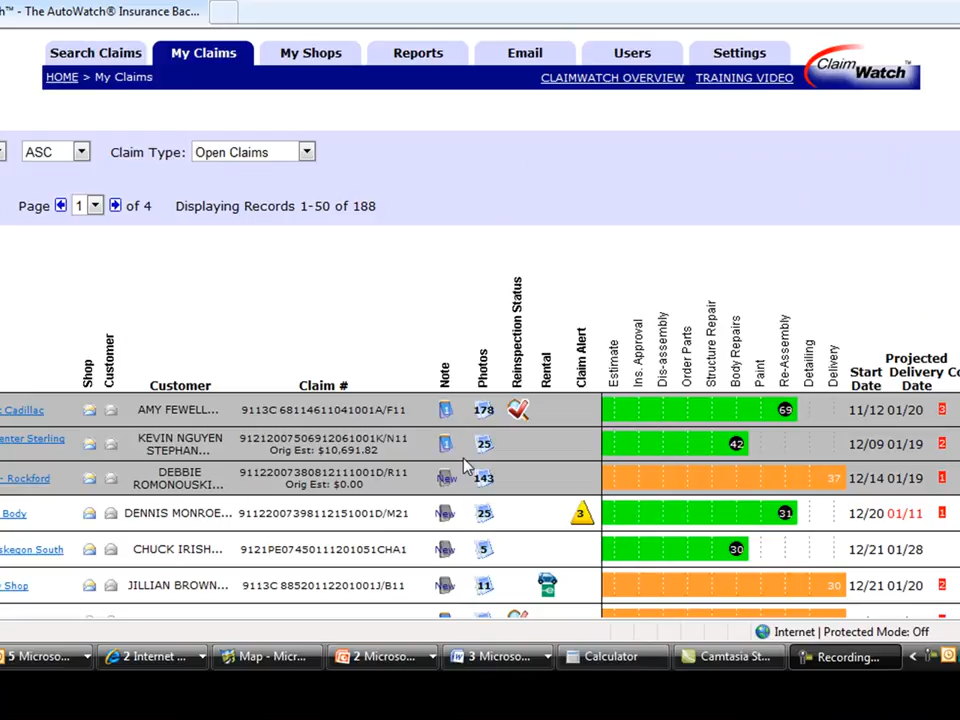 h™ - The AutoWatch® Insurance Bac...
Search Claims My Claims My Shops Reports Email Users Settings
HOME > My Claims CLAIMWATCH OVERVIEW TRAINING VIDEO Claim Watch™
ASC Claim Type: Open Claims
Page 1 of 4 Displaying Records 1-50 of 188
Shop Customer Customer Claim # Note Photos Reinspection Status Rental Claim Alert Estimate Ins. Approval Dis-assembly Order Parts Structure Repair Body Repairs Paint Re-Assembly Detailing Delivery Start Date Projected Delivery Date Co
Cadillac AMY FEWELL... 9113C 68114611041001A/F11 1 178 69 11/12 01/20 3
enter Sterling KEVIN NGUYEN STEPHAN... 91212007506912061001K/N11 1 25 42 12/09 01/19 2
Orig Est: $10,691.82
- Rockford DEBBIE ROMONOUSKI... 91122007380812111001D/R11 New 143 37 12/14 01/19 1
Orig Est: $0.00
Body DENNIS MONROE... 91122007398112151001D/M21 New 25 3 31 12/20 01/11 1
skegon South CHUCK IRISH... 9121PE07450111201051CHA1 New 5 30 12/21 01/28
Shop JILLIAN BROWN... 9113C 88520112201001J/B11 New 11 30 12/21 01/20 2
Internet | Protected Mode: Off
5 Microso... 2 Internet ... Map - Micr... 2 Microso... 3 Microso... Calculator Camtasia St... Recording...